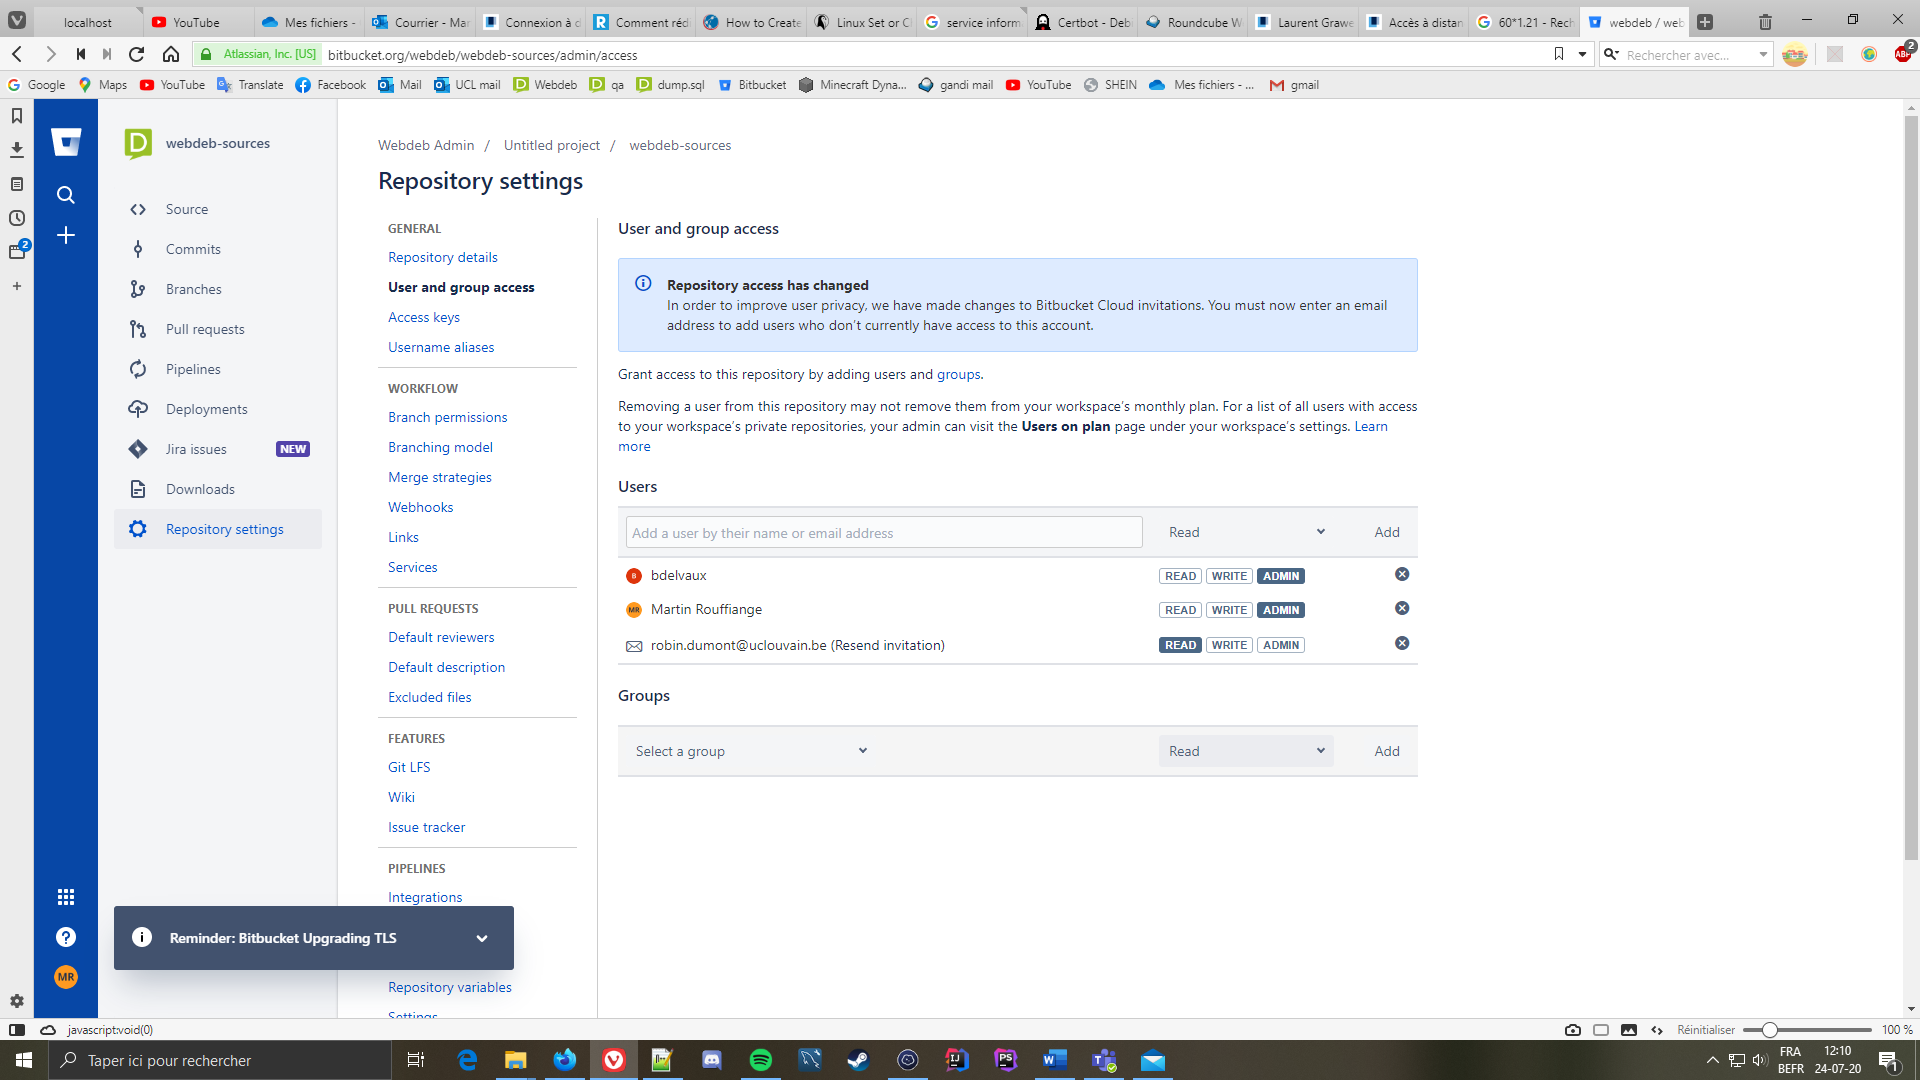 localhost
YouTube
Mes fichiers -
Courrier - Mar
Connexion à d
Comment réd
How to Create
Linux Set or C
service inform
Certbot - Deb
Roundcube W
Laurent Grawe
Accès à distan
60*1.21 - Rech
webdeb / web
Atlassian, Inc. [US]
bitbucket.org/webdeb/webdeb-sources/admin/access
Rechercher avec...
ABP
2
Google
Maps
YouTube
Translate
Facebook
Mail
UCL mail
Webdeb
qa
dump.sql
Bitbucket
Minecraft Dyna...
gandi mail
YouTube
SHEIN
Mes fichiers - ...
gmail
2
webdeb-sources
Source
Commits
Branches
Pull requests
Pipelines
Deployments
Jira issues NEW
Downloads
Repository settings
Webdeb Admin / Untitled project / webdeb-sources
Repository settings
GENERAL
Repository details
User and group access
Access keys
Username aliases
WORKFLOW
Branch permissions
Branching model
Merge strategies
Webhooks
Links
Services
PULL REQUESTS
Default reviewers
Default description
Excluded files
FEATURES
Git LFS
Wiki
Issue tracker
PIPELINES
Integrations
Repository variables
Settings
User and group access
Repository access has changed
In order to improve user privacy, we have made changes to Bitbucket Cloud invitations. You must now enter an email
address to add users who don't currently have access to this account.
Grant access to this repository by adding users and groups.
Removing a user from this repository may not remove them from your workspace's monthly plan. For a list of all users with access
to your workspace's private repositories, your admin can visit the Users on plan page under your workspace's settings. Learn
more
Users
Add a user by their name or email address Read Add
B bdelvaux READ WRITE ADMIN
MR Martin Rouffiange READ WRITE ADMIN
robin.dumont@uclouvain.be (Resend invitation) READ WRITE ADMIN
Groups
Select a group Read Add
Reminder: Bitbucket Upgrading TLS
MR
javascript:void(0)
Réinitialiser
100 %
Taper ici pour rechercher
FRA
BEFR
12:10
24-07-20
1